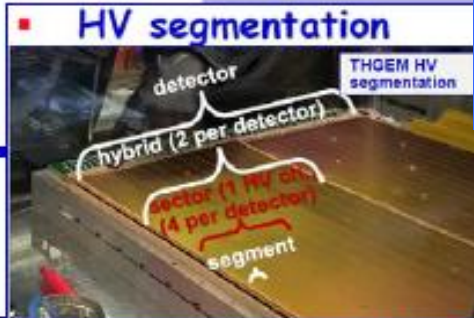 HV segmentation
THGEM HV
segmentation
detector
hybrid (2 per detector)
sector (1 HV ch.,
(4 per detector)
segment